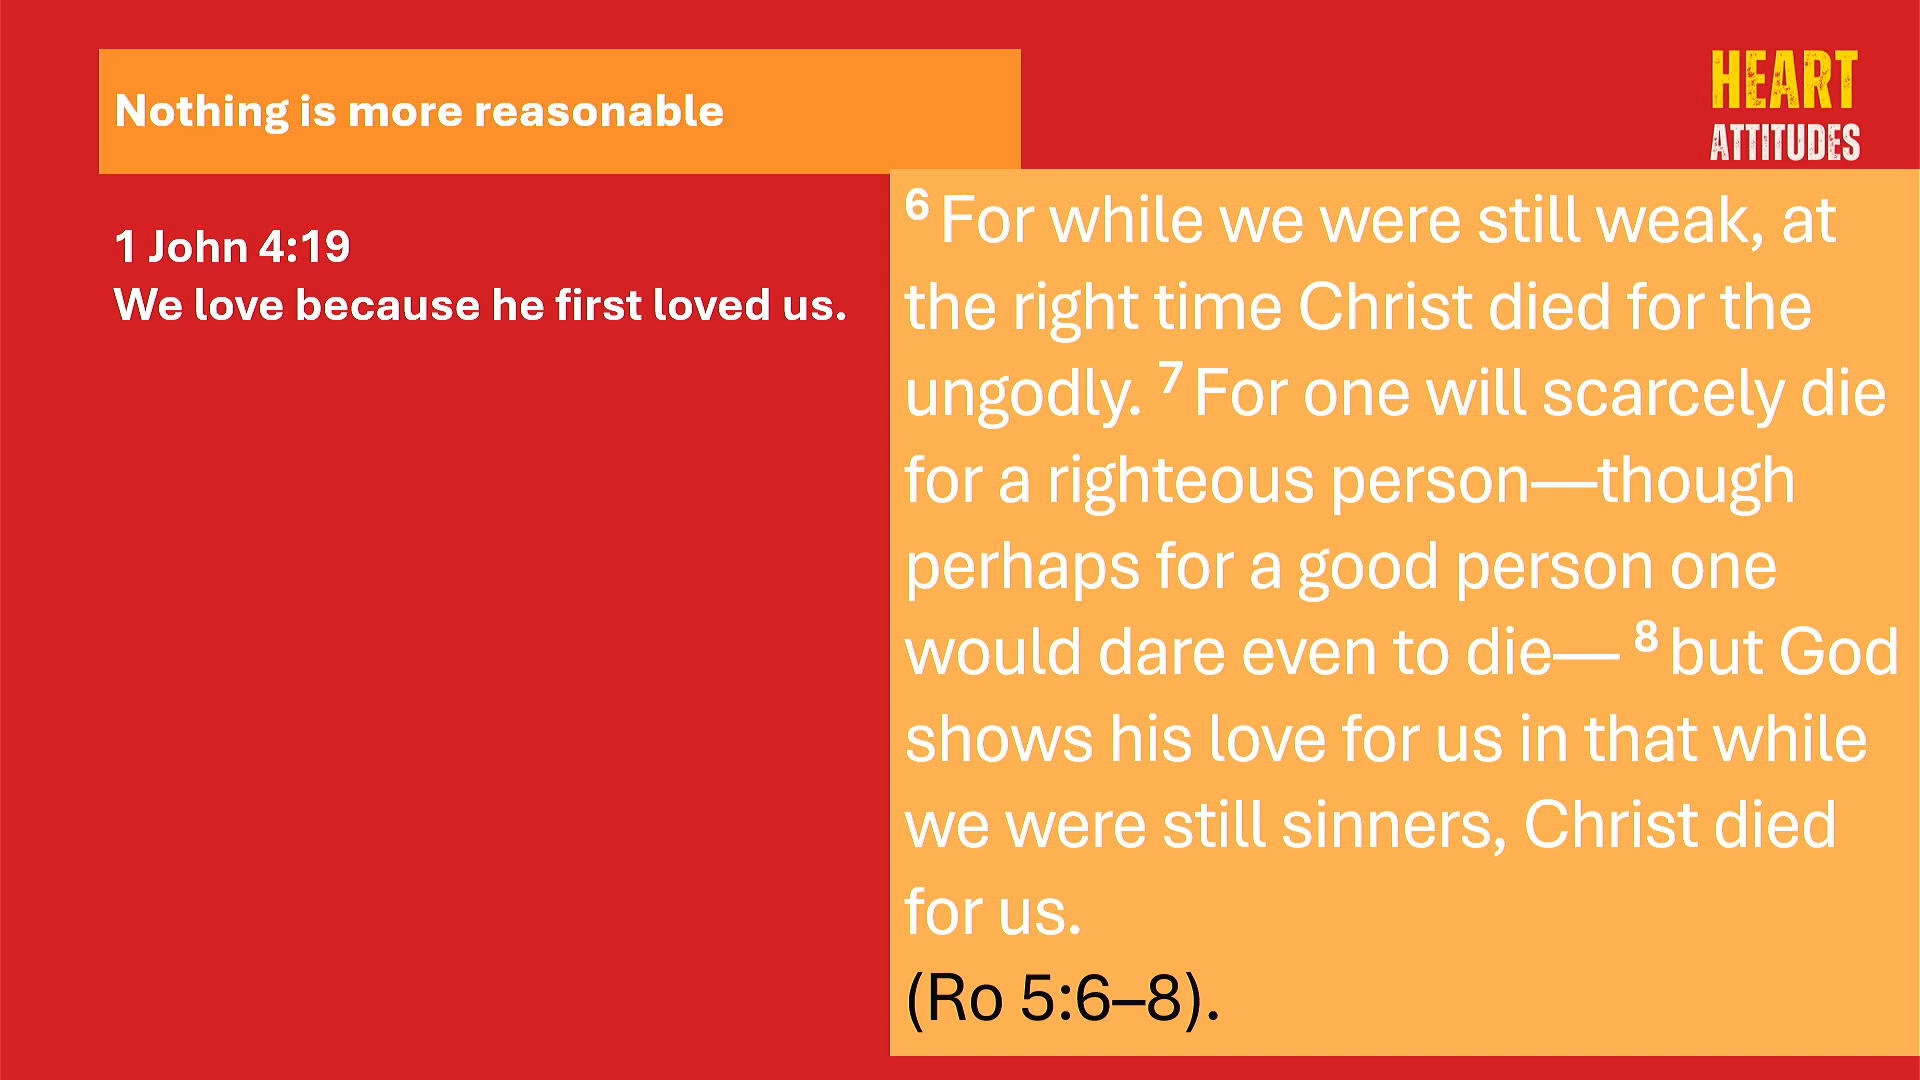 Nothing is more reasonable
HEART
ATTITUDES
1 John 4:19
We love because he first loved us.
6 For while we were still weak, at
the right time Christ died for the
ungodly. 7 For one will scarcely die
for a righteous person—though
perhaps for a good person one
would dare even to die— 8 but God
shows his love for us in that while
we were still sinners, Christ died
for us.
(Ro 5:6–8).